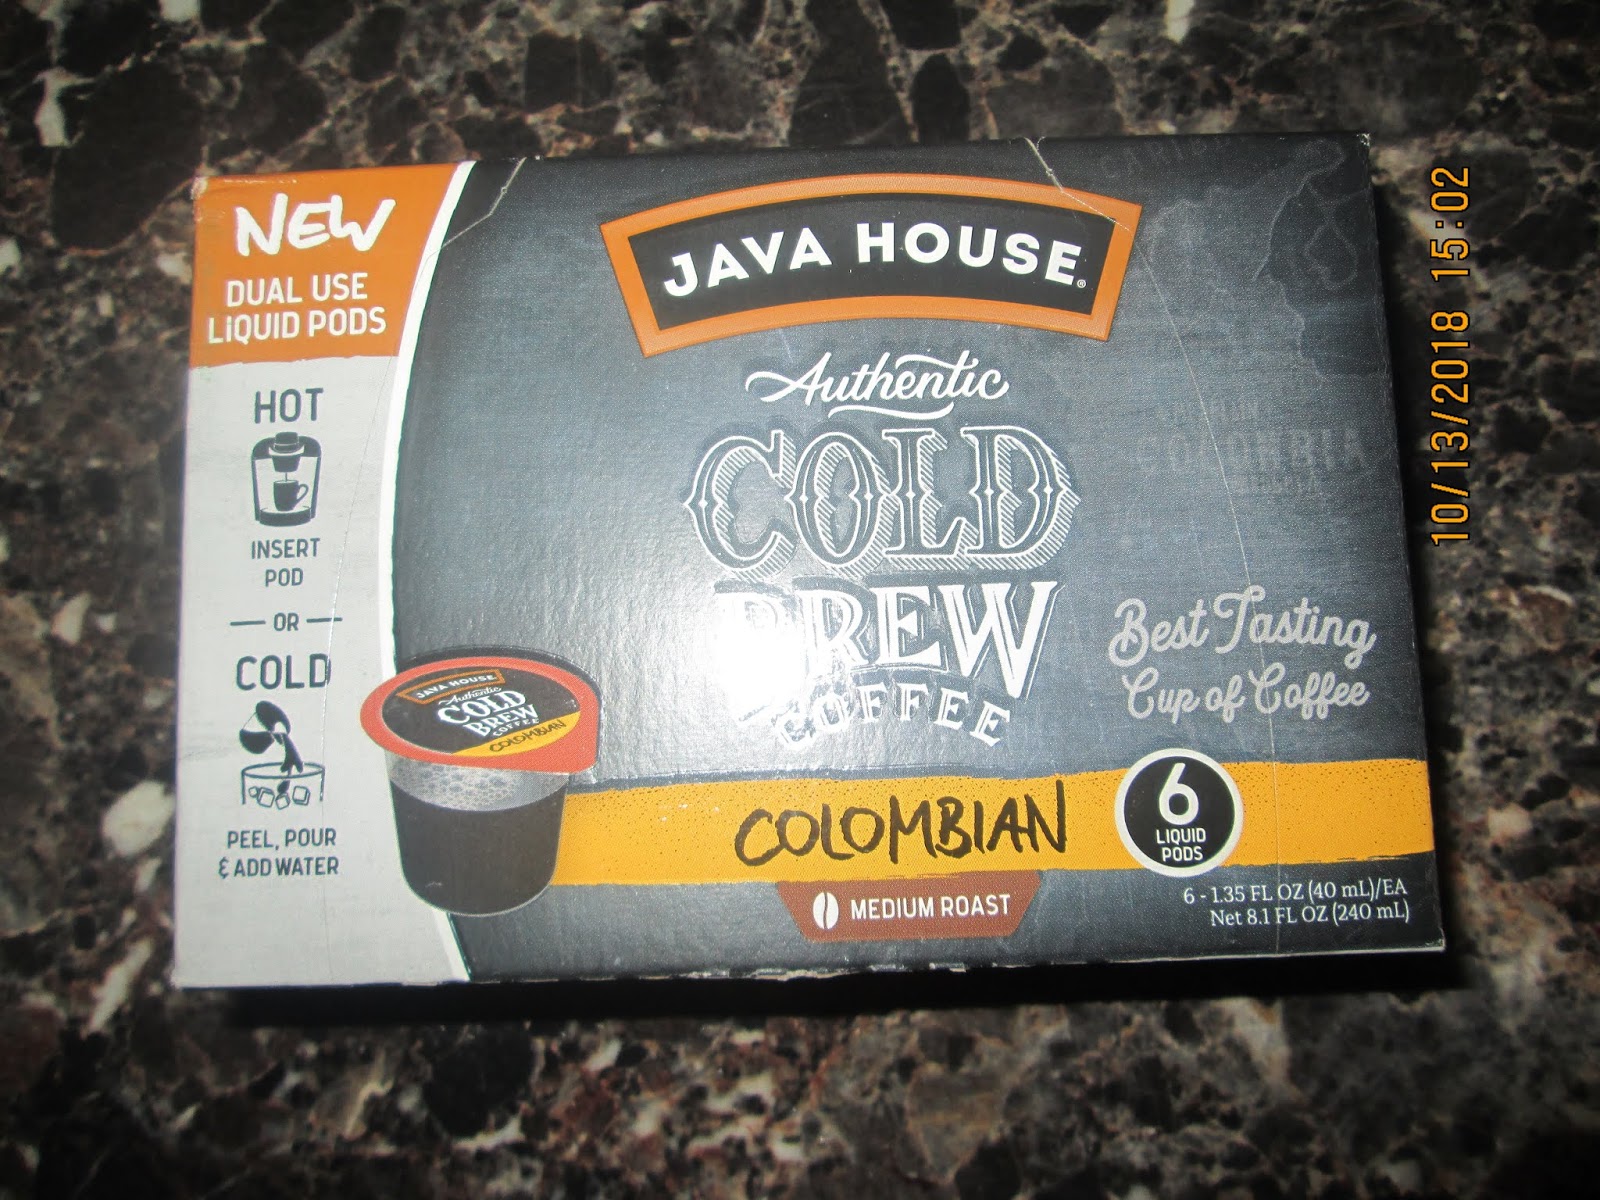 NEW
DUAL USE
LIQUID PODS
HOT
INSERT
POD
OR
COLD
PEEL, POUR
& ADD WATER
JAVA HOUSE®
Authentic
COLD
BREW
COFFEE
Best Tasting
Cup of Coffee
COLOMBIAN
6
LIQUID
PODS
MEDIUM ROAST
6 - 1.35 FL OZ (40 mL)/EA
Net 8.1 FL OZ (240 mL)
JAVA HOUSE
Authentic
COLD
BREW
COFFEE
COLOMBIAN
COLOMBIA
10/13/2018 15:02